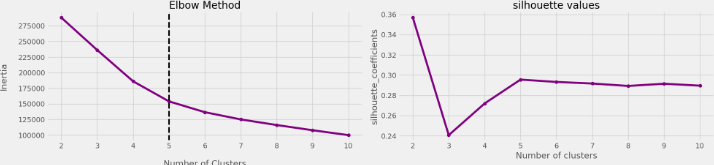 Elbow Method
275000
250000
225000
200000
175000
150000
125000
100000
Inertia
2 3 4 5 6 7 8 9 10
Number of Clusters
silhouette values
0.36
0.34
0.32
0.30
0.28
0.26
0.24
silhouette_coefficients
2 3 4 5 6 7 8 9 10
Number of clusters